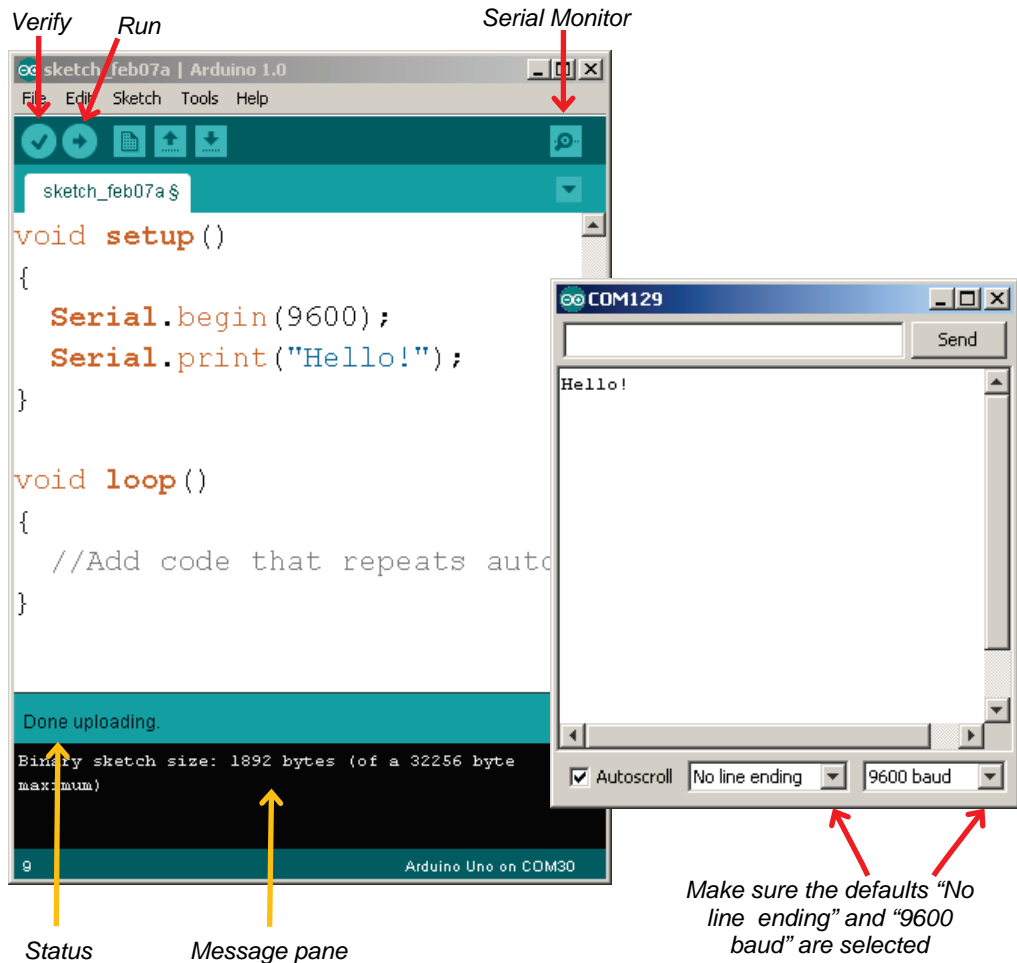 Verify
Run
Serial Monitor
sketch_feb07a | Arduino 1.0
File Edit Sketch Tools Help
sketch_feb07a §
void setup()
{
Serial.begin(9600);
Serial.print("Hello!");
}
void loop()
{
//Add code that repeats auto
}
Done uploading.
Binary sketch size: 1892 bytes (of a 32256 byte
maximum)
9
Arduino Uno on COM30
COM129
Send
Hello!
Autoscroll
No line ending
9600 baud
Make sure the defaults “No
line ending” and “9600
baud” are selected
Status
Message pane